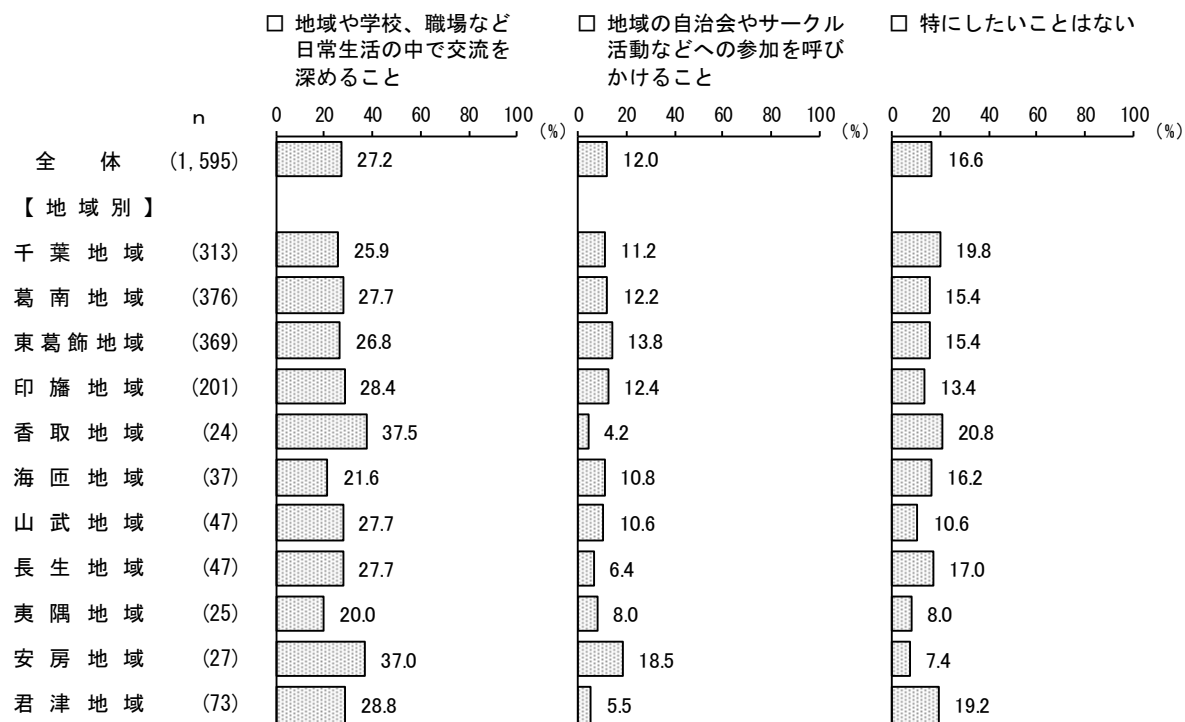 □ 地域や学校、職場など
日常生活の中で交流を
深めること
□ 地域の自治会やサークル
活動などへの参加を呼び
かけること
□ 特にしたいことはない
n
0 20 40 60 80 100 (%)
0 20 40 60 80 100 (%)
0 20 40 60 80 100 (%)
全体 (1,595) 27.2 12.0 16.6
【地域別】
千葉地域 (313) 25.9 11.2 19.8
葛南地域 (376) 27.7 12.2 15.4
東葛飾地域 (369) 26.8 13.8 15.4
印旛地域 (201) 28.4 12.4 13.4
香取地域 (24) 37.5 4.2 20.8
海匝地域 (37) 21.6 10.8 16.2
山武地域 (47) 27.7 10.6 10.6
長生地域 (47) 27.7 6.4 17.0
夷隅地域 (25) 20.0 8.0 8.0
安房地域 (27) 37.0 18.5 7.4
君津地域 (73) 28.8 5.5 19.2